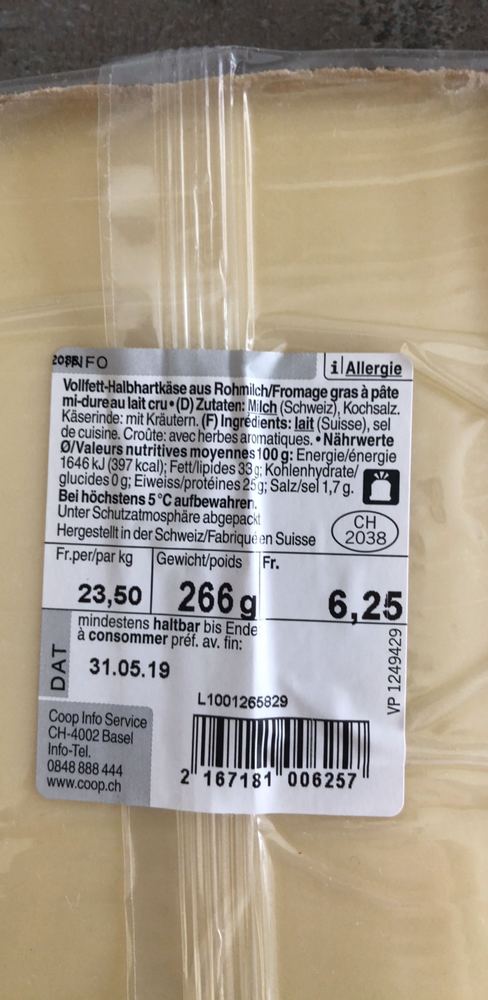 INFO
i Allergie
Vollfett-Halbhartkäse aus Rohmilch/Fromage gras à pâte
mi-dure au lait cru • (D) Zutaten: Milch (Schweiz), Kochsalz.
Käserinde: mit Kräutern. (F) Ingrédients: lait (Suisse), sel
de cuisine. Croûte: avec herbes aromatiques. • Nährwerte
Ø/Valeurs nutritives moyennes 100 g: Energie/énergie
1646 kJ (397 kcal); Fett/lipides 33 g; Kohlenhydrate/
glucides 0 g; Eiweiss/protéines 25 g; Salz/sel 1,7 g.
Bei höchstens 5°C aufbewahren.
Unter Schutzatmosphäre abgepackt
Hergestellt in der Schweiz/Fabriqué en Suisse
CH
2038
Fr.per/par kg Gewicht/poids Fr.
23,50 266 g 6,25
mindestens haltbar bis Ende
à consommer préf. av. fin:
DAT
31.05.19
VP 1249429
L1001265829
Coop Info Service
CH-4002 Basel
Info-Tel.
0848 888 444
www.coop.ch
2 167181 006257